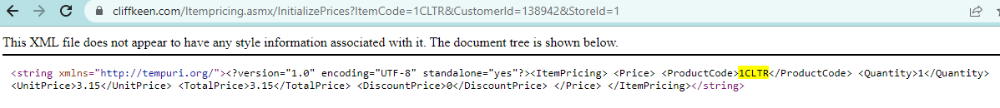 cliffkeen.com/Itempricing.asmx/InitializePrices?ItemCode=1CLTR&CustomerId=138942&StoreId=1
This XML file does not appear to have any style information associated with it. The document tree is shown below.
<string xmlns="http://tempuri.org/"><?version="1.0" encoding="UTF-8" standalone="yes"?><ItemPricing> <Price> <ProductCode>1CLTR</ProductCode> <Quantity>1</Quantity>
<UnitPrice>3.15</UnitPrice> <TotalPrice>3.15</TotalPrice> <DiscountPrice>0</DiscountPrice> </Price> </ItemPricing></string>